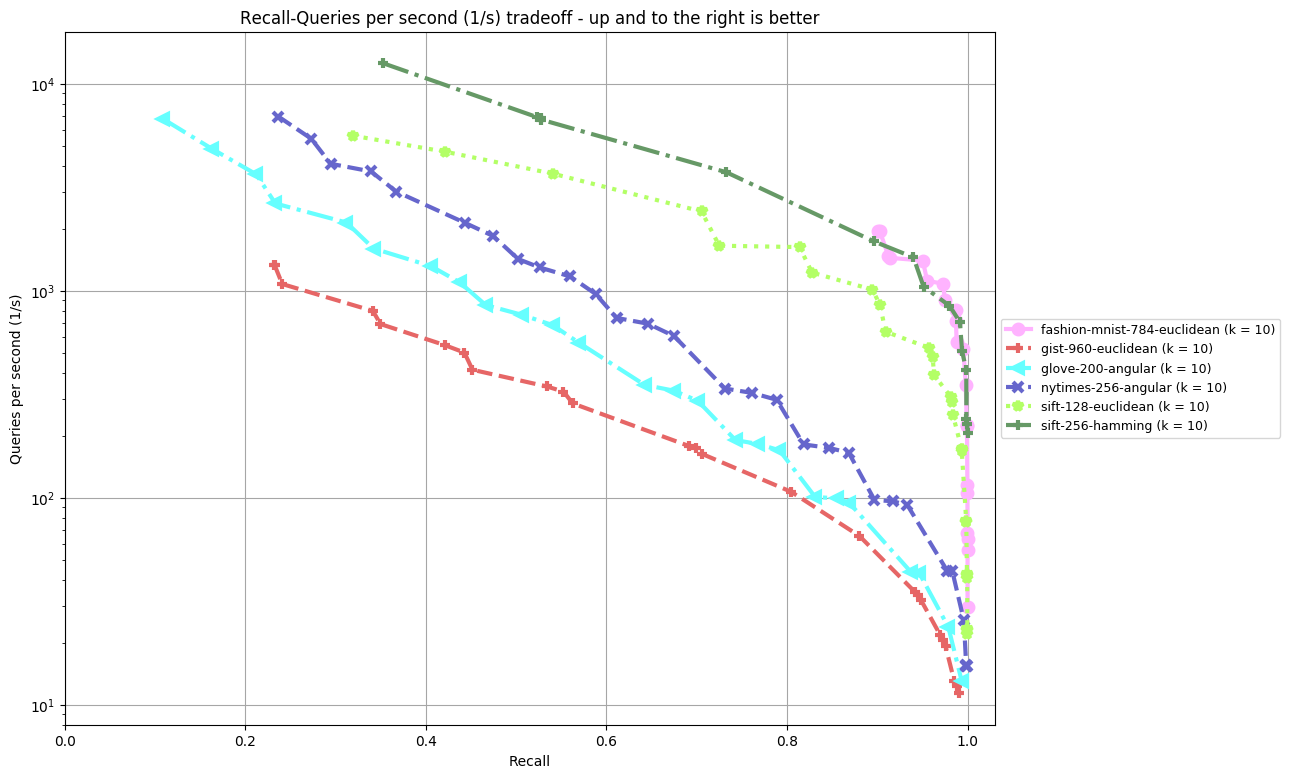 Recall-Queries per second (1/s) tradeoff - up and to the right is better
Queries per second (1/s)
10⁴
10³
10²
10¹
0.0 0.2 0.4 0.6 0.8 1.0
Recall
fashion-mnist-784-euclidean (k = 10)
gist-960-euclidean (k = 10)
glove-200-angular (k = 10)
nytimes-256-angular (k = 10)
sift-128-euclidean (k = 10)
sift-256-hamming (k = 10)